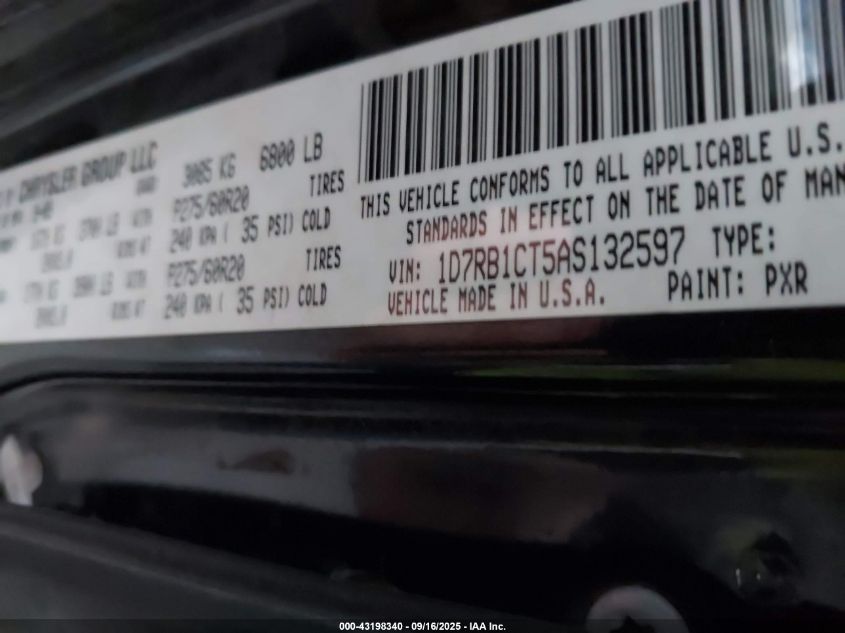 CHRYSLER GROUP LLC
3085 KG 6800 LB
TIRES
P275/60R20
240 KPA ( 35 PSI) COLD
TIRES
P275/60R20
240 KPA ( 35 PSI) COLD
THIS VEHICLE CONFORMS TO ALL APPLICABLE U.S.
STANDARDS IN EFFECT ON THE DATE OF MAN
VIN: 1D7RB1CT5AS132597 TYPE:
VEHICLE MADE IN U.S.A. PAINT: PXR
000-43198340 - 09/16/2025 - IAA Inc.